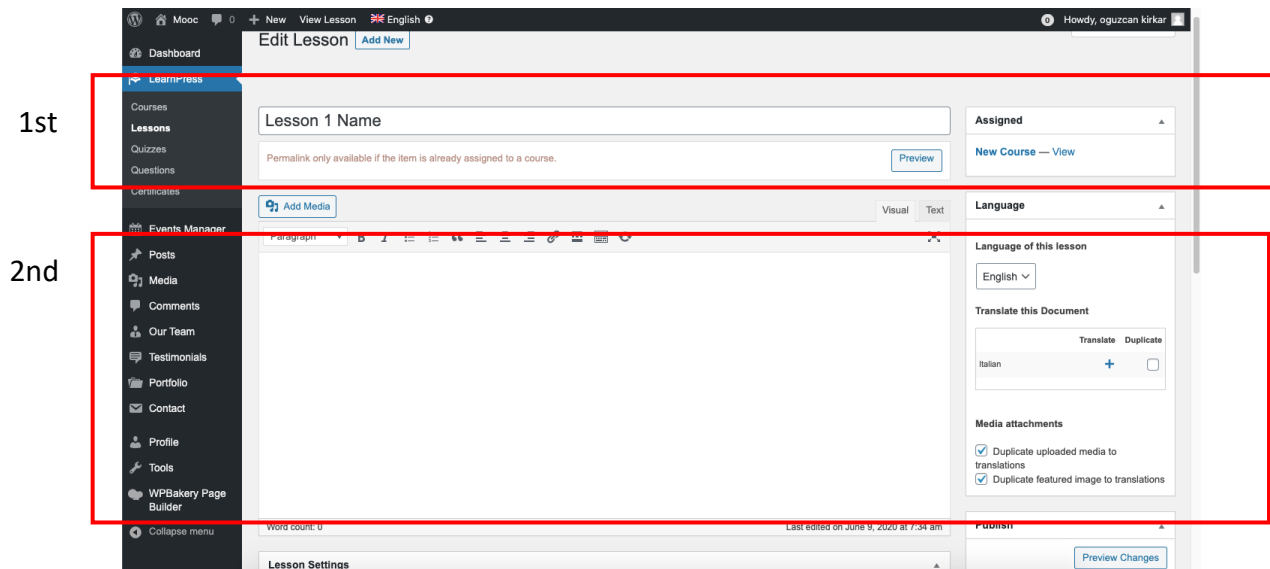 Mooc 0 + New View Lesson English 0 Howdy, oguzcan kirkar
Edit Lesson Add New
Dashboard
LearnPress
1st
Courses
Lessons
Quizzes
Questions
Certificates
Lesson 1 Name
Permalink only available if the item is already assigned to a course.
Preview
Assigned
New Course — View
Add Media
Visual Text
Paragraph
B I
2nd
Events Manager
Posts
Media
Comments
Our Team
Testimonials
Portfolio
Contact
Profile
Tools
WPBakery Page
Builder
Collapse menu
Word count: 0
Last edited on June 9, 2020 at 7:34 am
Lesson Settings
Language
Language of this lesson
English
Translate this Document
Translate Duplicate
Italian +
Media attachments
Duplicate uploaded media to
translations
Duplicate featured image to translations
Publish
Preview Changes